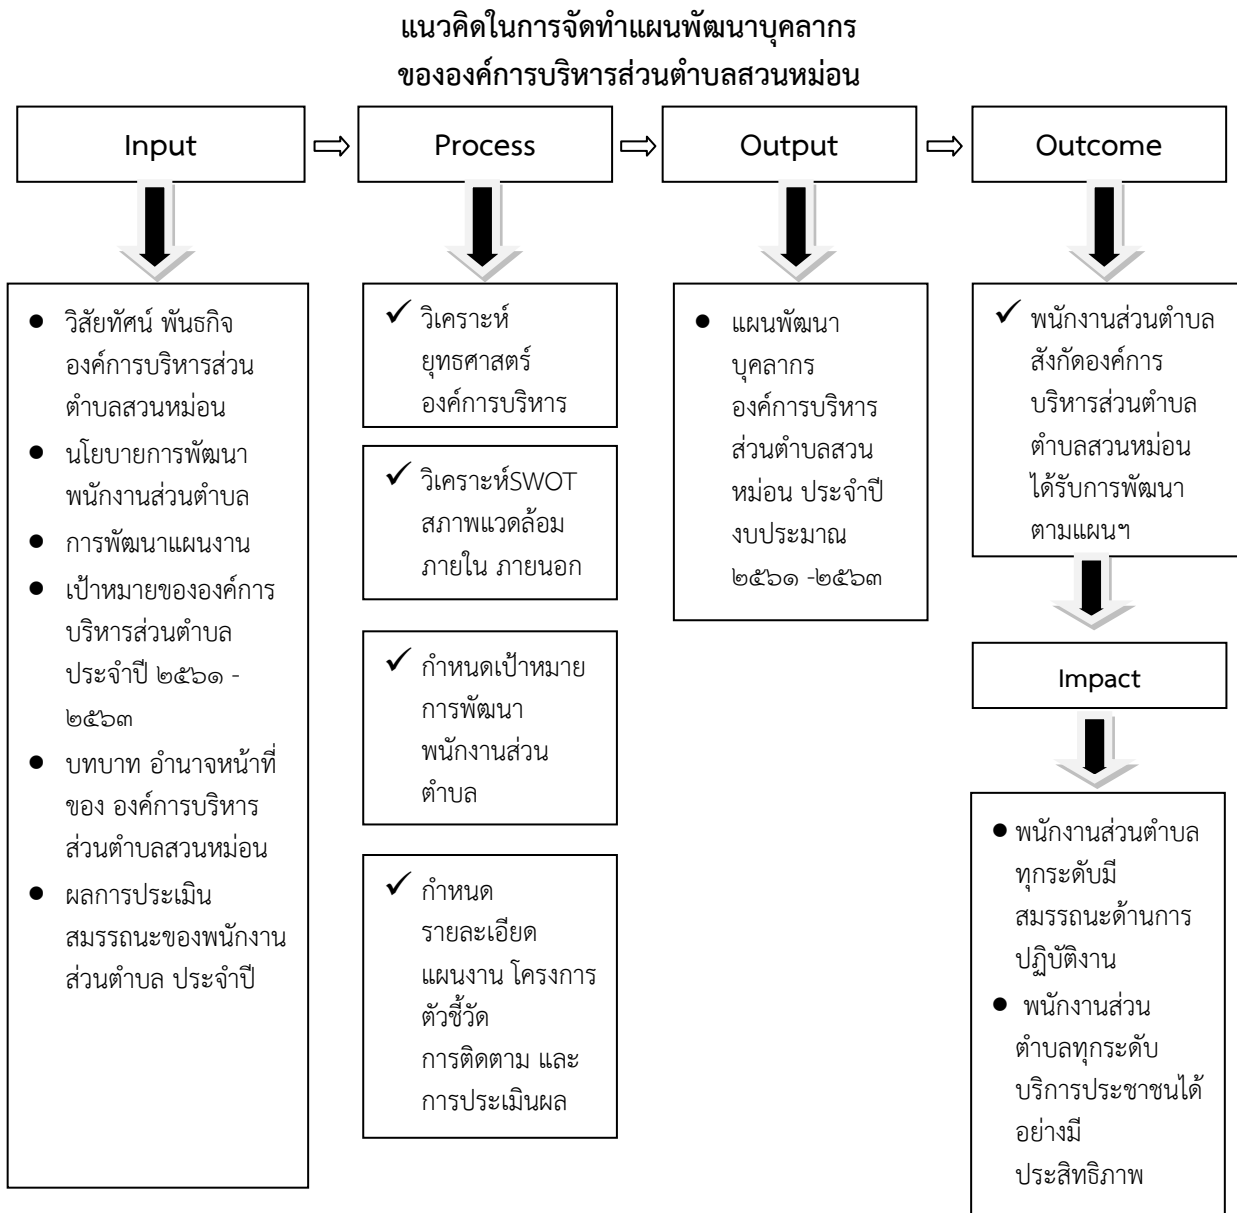 แนวคิดในการจัดทำแผนพัฒนาบุคลากร
ขององค์การบริหารส่วนตำบลสวนหม่อน
Input
Process
Output
Outcome
● วิสัยทัศน์ พันธกิจ
องค์การบริหารส่วน
ตำบลสวนหม่อน
● นโยบายการพัฒนา
พนักงานส่วนตำบล
● การพัฒนาแผนงาน
● เป้าหมายขององค์การ
บริหารส่วนตำบล
ประจำปี ๒๕๖๑ -
๒๕๖๓
● บทบาท อำนาจหน้าที่
ของ องค์การบริหาร
ส่วนตำบลสวนหม่อน
● ผลการประเมิน
สมรรถนะของพนักงาน
ส่วนตำบล ประจำปี
✓ วิเคราะห์
ยุทธศาสตร์
องค์การบริหาร
✓ วิเคราะห์SWOT
สภาพแวดล้อม
ภายใน ภายนอก
✓ กำหนดเป้าหมาย
การพัฒนา
พนักงานส่วน
ตำบล
✓ กำหนด
รายละเอียด
แผนงาน โครงการ
ตัวชี้วัด
การติดตาม และ
การประเมินผล
● แผนพัฒนา
บุคลากร
องค์การบริหาร
ส่วนตำบลสวน
หม่อน ประจำปี
งบประมาณ
๒๕๖๑ -๒๕๖๓
✓ พนักงานส่วนตำบล
สังกัดองค์การ
บริหารส่วนตำบล
ตำบลสวนหม่อน
ได้รับการพัฒนา
ตามแผนฯ
Impact
● พนักงานส่วนตำบล
ทุกระดับมี
สมรรถนะด้านการ
ปฏิบัติงาน
● พนักงานส่วน
ตำบลทุกระดับ
บริการประชาชนได้
อย่างมี
ประสิทธิภาพ